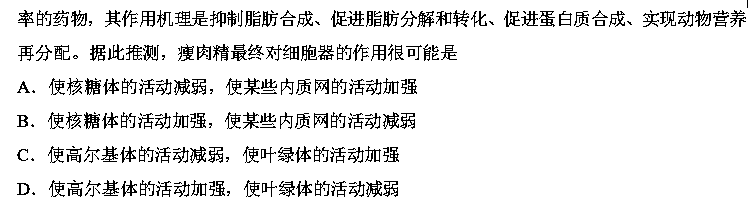 率的药物，其作用机理是抑制脂肪合成、促进脂肪分解和转化、促进蛋白质合成、实现动物营养
再分配。据此推测，瘦肉精最终对细胞器的作用很可能是
A．使核糖体的活动减弱，使某些内质网的活动加强
B．使核糖体的活动加强，使某些内质网的活动减弱
C．使高尔基体的活动减弱，使叶绿体的活动加强
D．使高尔基体的活动加强，使叶绿体的活动减弱